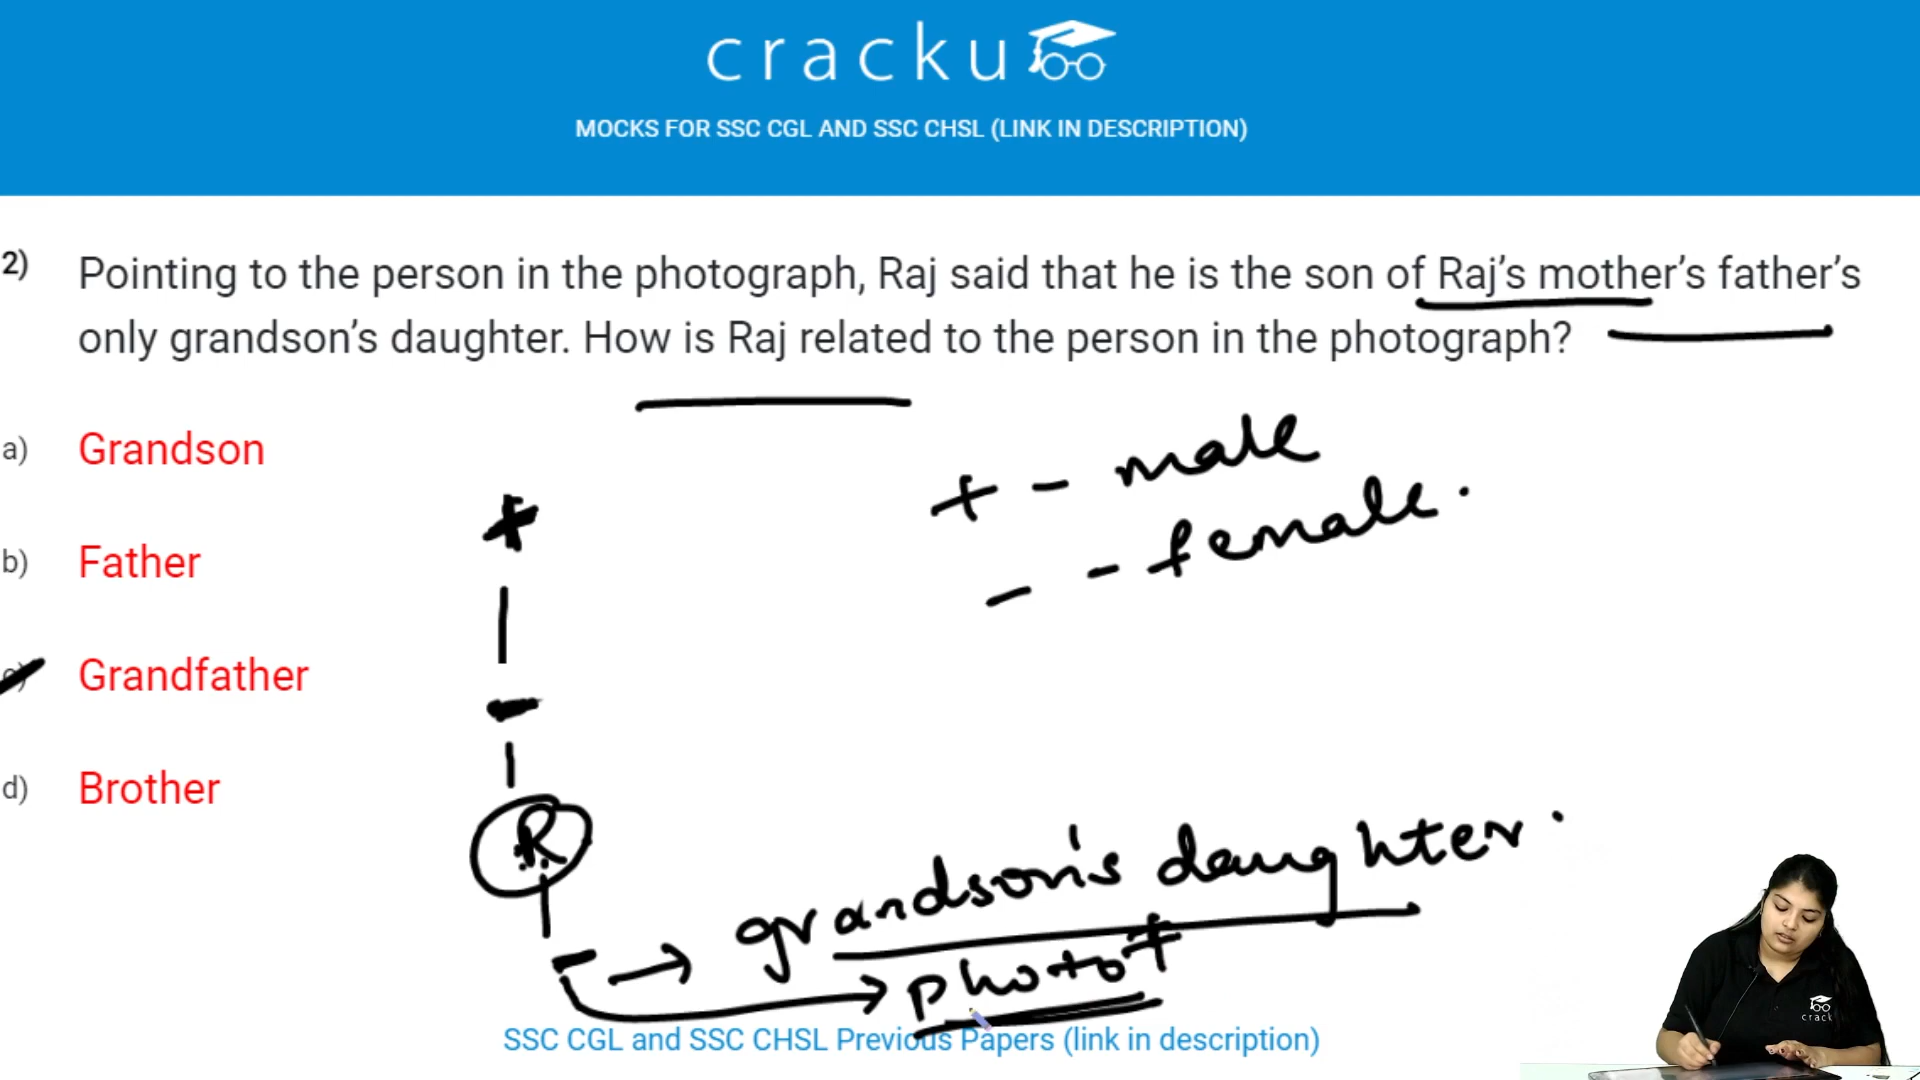 cracku
MOCKS FOR SSC CGL AND SSC CHSL (LINK IN DESCRIPTION)
2) Pointing to the person in the photograph, Raj said that he is the son of Raj's mother's father's
only grandson's daughter. How is Raj related to the person in the photograph?
a) Grandson
+ - male
- - female.
b) Father
c) Grandfather
d) Brother
+
-
R
- → grandson's daughter.
→ photo +
SSC CGL and SSC CHSL Previous Papers (link in description)
crack